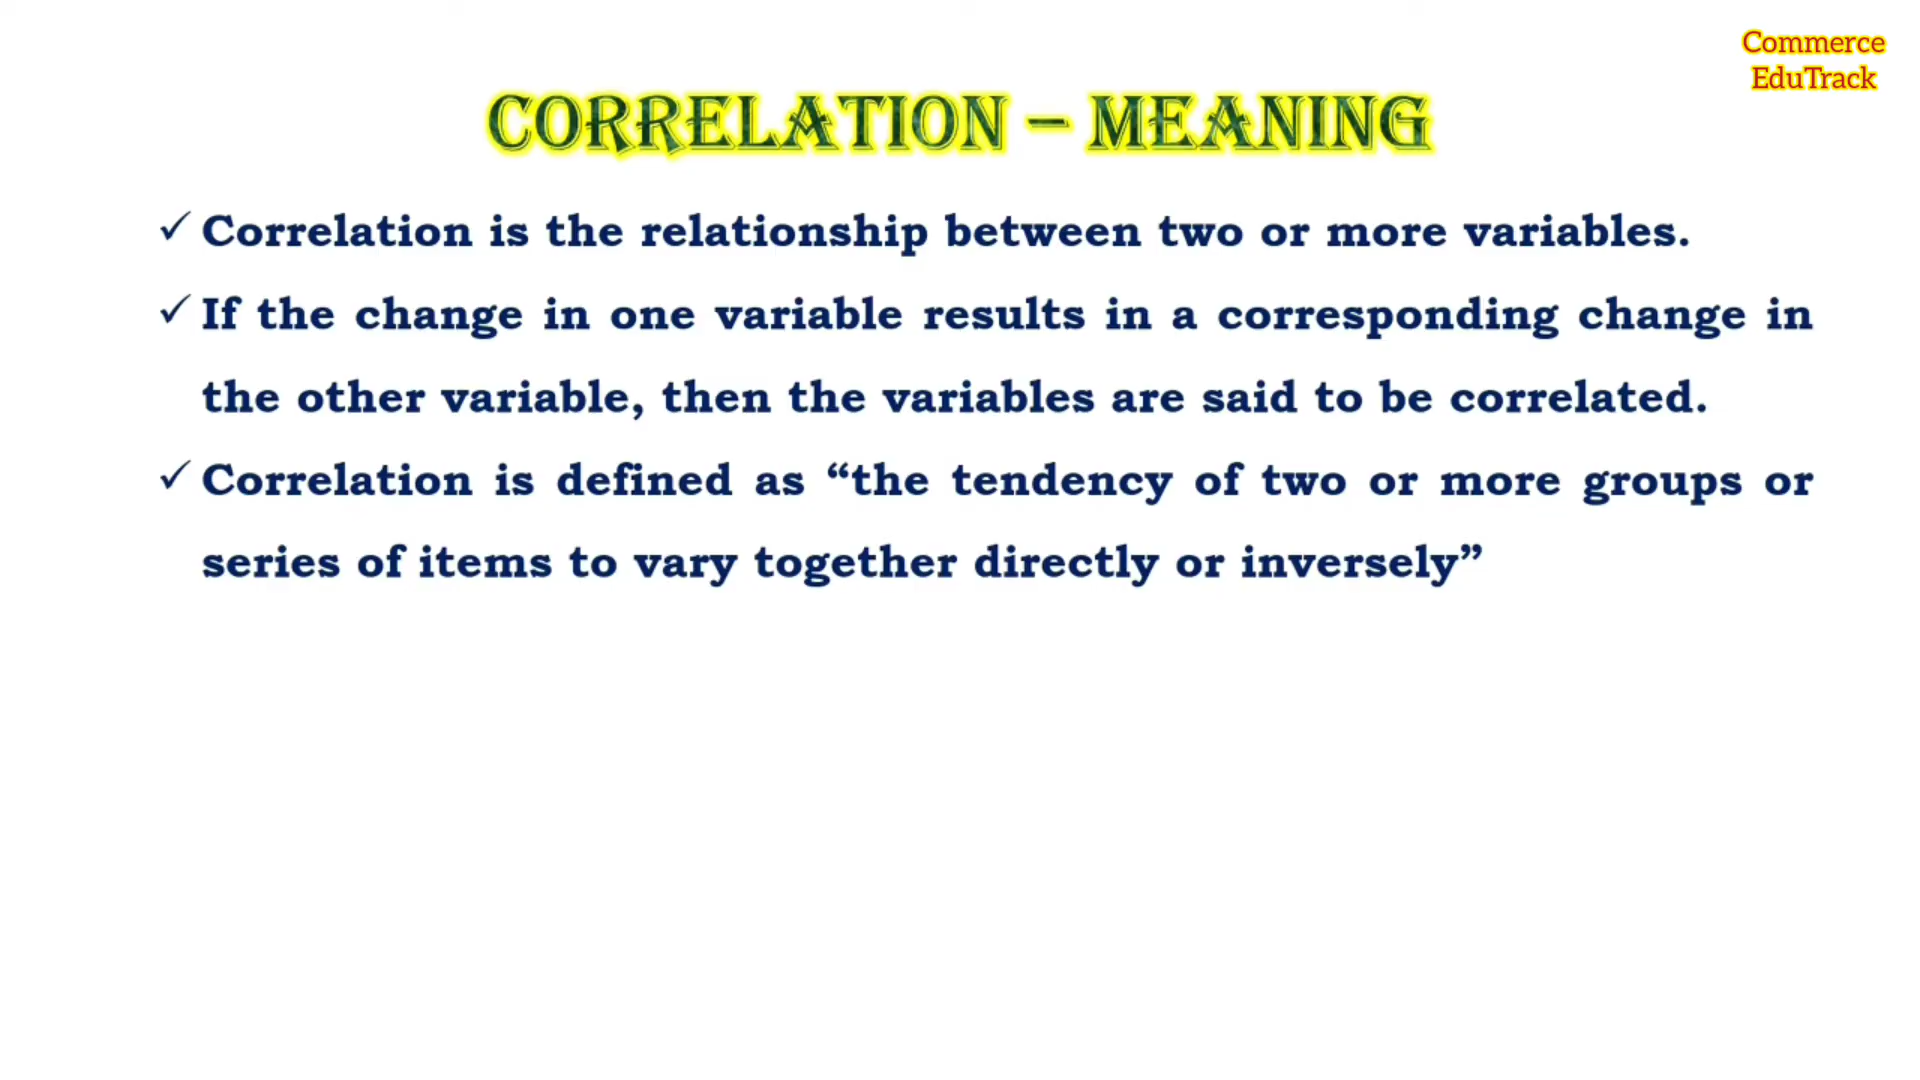 Commerce
EduTrack
CORRELATION – MEANING
✓ Correlation is the relationship between two or more variables.
✓ If the change in one variable results in a corresponding change in
the other variable, then the variables are said to be correlated.
✓ Correlation is defined as “the tendency of two or more groups or
series of items to vary together directly or inversely”